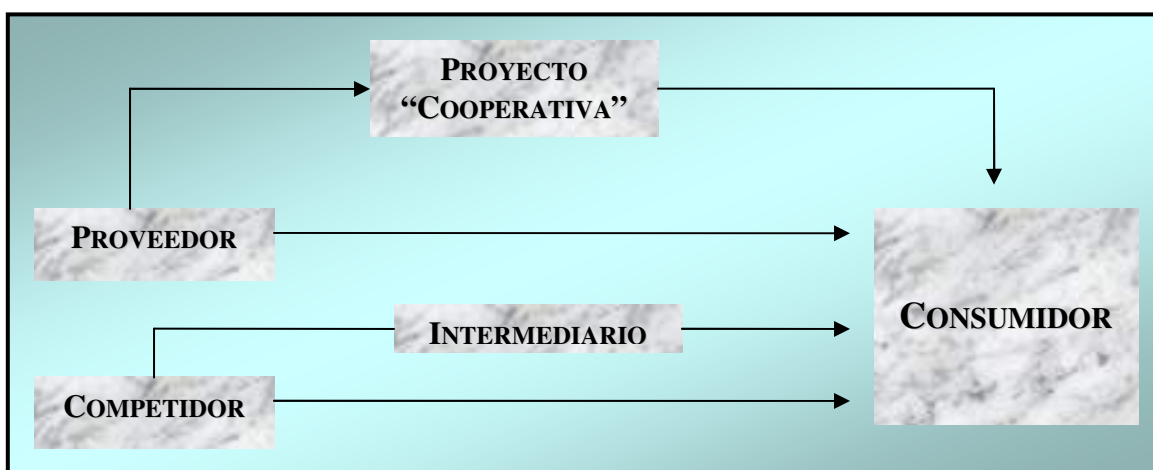 PROYECTO
“COOPERATIVA”
PROVEEDOR
CONSUMIDOR
INTERMEDIARIO
COMPETIDOR